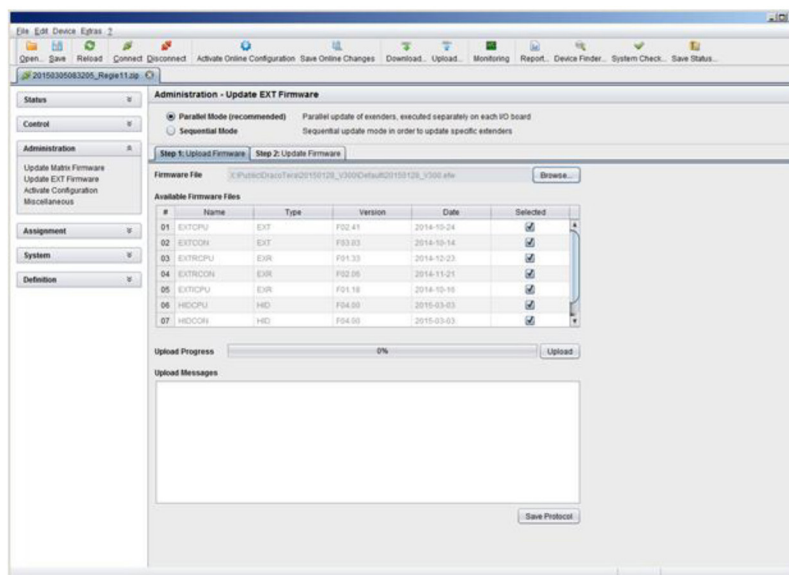 File Edit Device Extras ?
Open... Save Reload Connect Disconnect Activate Online Configuration Save Online Changes Download... Upload... Monitoring Report... Device Finder... System Check... Save Status...
20150305083205_Regie11.zip
Status
Control
Administration
Update Matrix Firmware
Update EXT Firmware
Activate Configuration
Miscellaneous
Assignment
System
Definition
Administration - Update EXT Firmware
Parallel Mode (recommended) Parallel update of exenders, executed separately on each I/O board
Sequential Mode Sequential update mode in order to update specific extenders
Step 1: Upload Firmware Step 2: Update Firmware
Firmware File X:\Public\DracoTera\20150128_V300\Default\20150128_V300.efw Browse...
Available Firmware Files
# Name Type Version Date Selected
01 EXTCPU EXT F02.41 2014-10-24
02 EXTCON EXT F03.03 2014-10-14
03 EXTRCPU EXR F01.33 2014-12-23
04 EXTRCON EXR F02.06 2014-11-21
05 EXTICPU EXR F01.18 2014-10-16
06 HIDCPU HID F04.00 2015-03-03
07 HIDCON HID F04.00 2015-03-03
Upload Progress 0% Upload
Upload Messages
Save Protocol